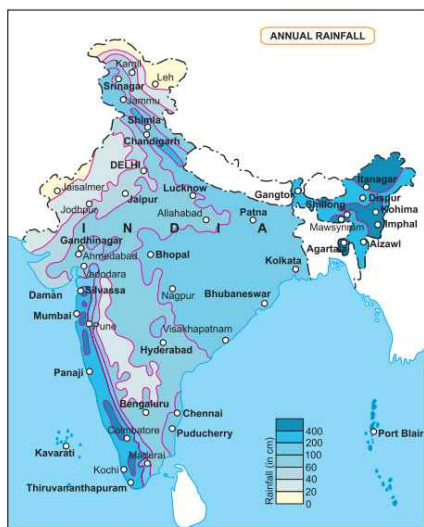 ANNUAL RAINFALL
Kargil
Leh
Srinagar
Jammu
Shimla
Chandigarh
DELHI
Jaisalmer
Jodhpur
Jaipur
Lucknow
Allahabad
Patna
Gangtok
Shillong
Itanagar
Dispur
Kohima
Mawsynram
Imphal
Agartala
Aizawl
INDIA
Gandhinagar
Ahmedabad
Bhopal
Vadodara
Kolkata
Daman
Silvassa
Nagpur
Bhubaneswar
Mumbai
Pune
Visakhapatnam
Hyderabad
Panaji
Bengaluru
Chennai
Coimbatore
Puducherry
Kavarati
Madurai
Kochi
Thiruvananthapuram
Port Blair
Rainfall (in cm)
400
200
100
60
40
20
0